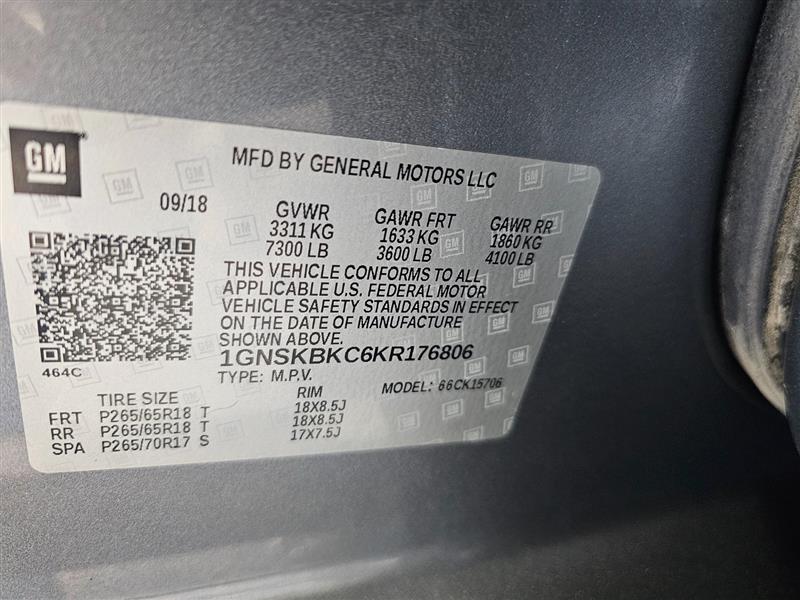 GM
MFD BY GENERAL MOTORS LLC
09/18
GVWR GAWR FRT GAWR RR
3311 KG 1633 KG 1860 KG
7300 LB 3600 LB 4100 LB
THIS VEHICLE CONFORMS TO ALL
APPLICABLE U.S. FEDERAL MOTOR
VEHICLE SAFETY STANDARDS IN EFFECT
ON THE DATE OF MANUFACTURE
SHOWN ABOVE.
464C
1GNSKBKC6KR176806
TYPE: M.P.V. MODEL: 66CK15706
TIRE SIZE RIM
FRT P265/65R18 T 18X8.5J
RR P265/65R18 T 18X8.5J
SPA P265/70R17 S 17X7.5J